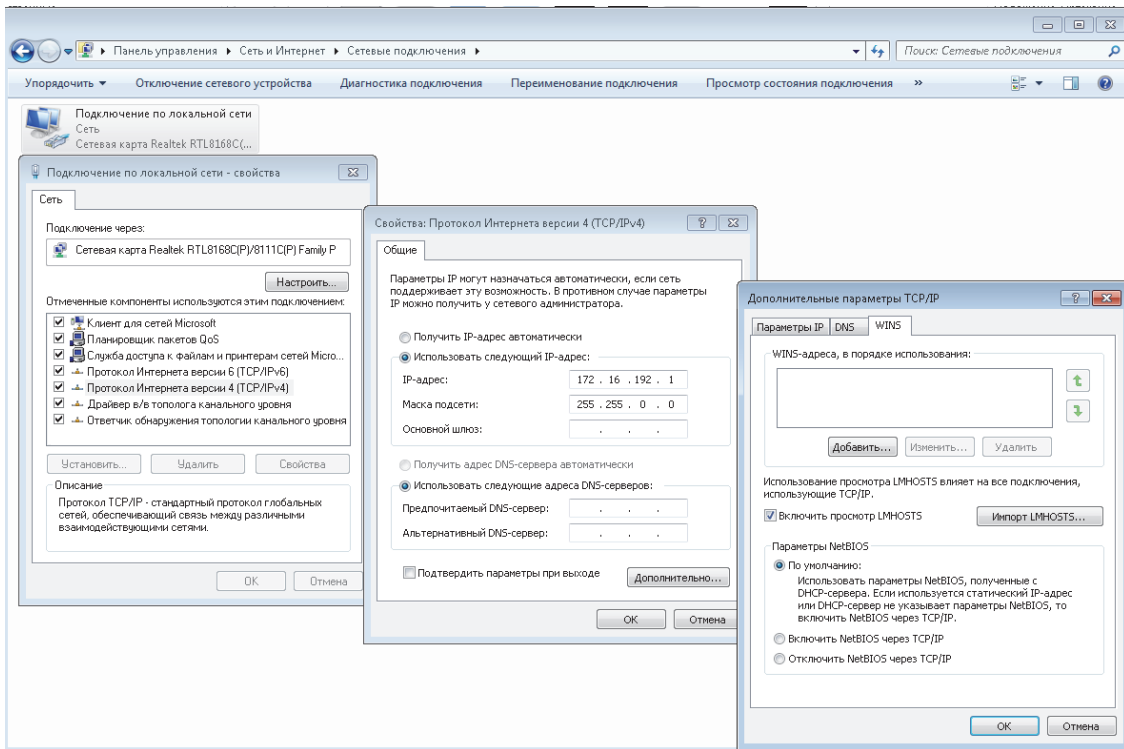 Панель управления ▸ Сеть и Интернет ▸ Сетевые подключения ▸
Поиск: Сетевые подключения
Упорядочить Отключение сетевого устройства Диагностика подключения Переименование подключения Просмотр состояния подключения »
Подключение по локальной сети
Сеть
Сетевая карта Realtek RTL8168C(...
Подключение по локальной сети - свойства
Сеть
Подключение через:
Сетевая карта Realtek RTL8168C(P)/8111C(P) Family P
Настроить...
Отмеченные компоненты используются этим подключением:
Клиент для сетей Microsoft
Планировщик пакетов QoS
Служба доступа к файлам и принтерам сетей Micro...
Протокол Интернета версии 6 (TCP/IPv6)
Протокол Интернета версии 4 (TCP/IPv4)
Драйвер в/в тополога канального уровня
Ответчик обнаружения топологии канального уровня
Установить... Удалить Свойства
Описание
Протокол TCP/IP - стандартный протокол глобальных
сетей, обеспечивающий связь между различными
взаимодействующими сетями.
ОК Отмена
Свойства: Протокол Интернета версии 4 (TCP/IPv4)
Общие
Параметры IP могут назначаться автоматически, если сеть
поддерживает эту возможность. В противном случае параметры
IP можно получить у сетевого администратора.
Получить IP-адрес автоматически
Использовать следующий IP-адрес:
IP-адрес: 172 . 16 . 192 . 1
Маска подсети: 255 . 255 . 0 . 0
Основной шлюз: . . .
Получить адрес DNS-сервера автоматически
Использовать следующие адреса DNS-серверов:
Предпочитаемый DNS-сервер: . . .
Альтернативный DNS-сервер: . . .
Подтвердить параметры при выходе Дополнительно...
ОК Отмена
Дополнительные параметры TCP/IP
Параметры IP DNS WINS
WINS-адреса, в порядке использования:
Добавить... Изменить... Удалить
Использование просмотра LMHOSTS влияет на все подключения,
использующие TCP/IP.
Включить просмотр LMHOSTS Импорт LMHOSTS...
Параметры NetBIOS
По умолчанию:
Использовать параметры NetBIOS, полученные с
DHCP-сервера. Если используется статический IP-адрес
или DHCP-сервер не указывает параметры NetBIOS, то
включить NetBIOS через TCP/IP.
Включить NetBIOS через TCP/IP
Отключить NetBIOS через TCP/IP
ОК Отмена